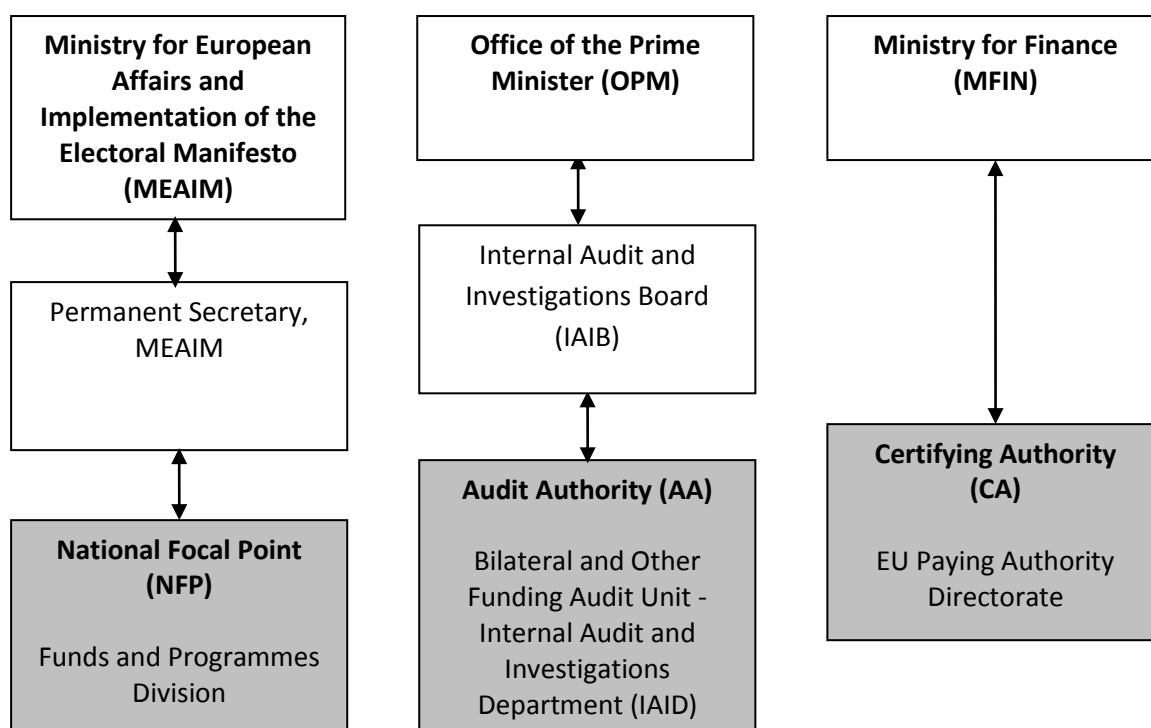 Ministry for European
Affairs and
Implementation of the
Electoral Manifesto
(MEAIM)
Permanent Secretary,
MEAIM
National Focal Point
(NFP)
Funds and Programmes
Division
Office of the Prime
Minister (OPM)
Internal Audit and
Investigations Board
(IAIB)
Audit Authority (AA)
Bilateral and Other
Funding Audit Unit -
Internal Audit and
Investigations
Department (IAID)
Ministry for Finance
(MFIN)
Certifying Authority
(CA)
EU Paying Authority
Directorate